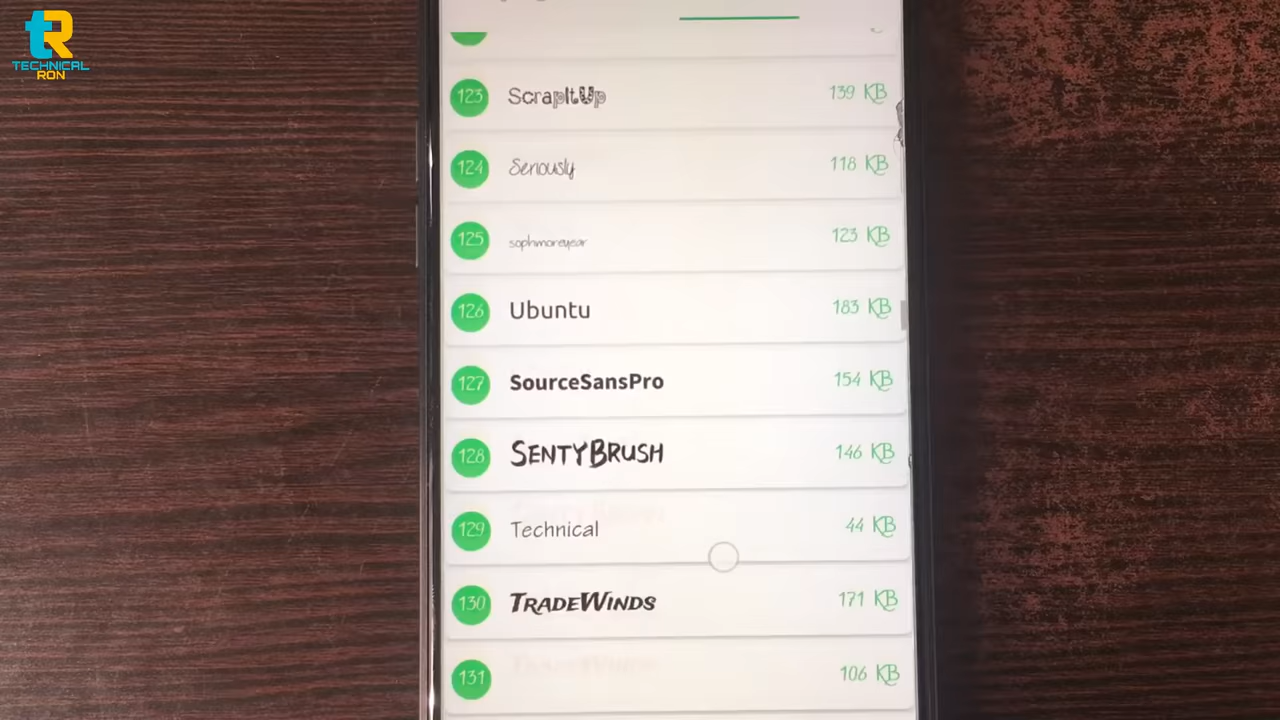 TECHNICAL
RON
123 ScrapItUp 139 KB
124 Seriously 118 KB
125 sophmoreyear 123 KB
126 Ubuntu 183 KB
127 SourceSansPro 154 KB
128 SENTYBRUSH 146 KB
129 Technical 44 KB
130 TRADEWINDS 171 KB
131 106 KB